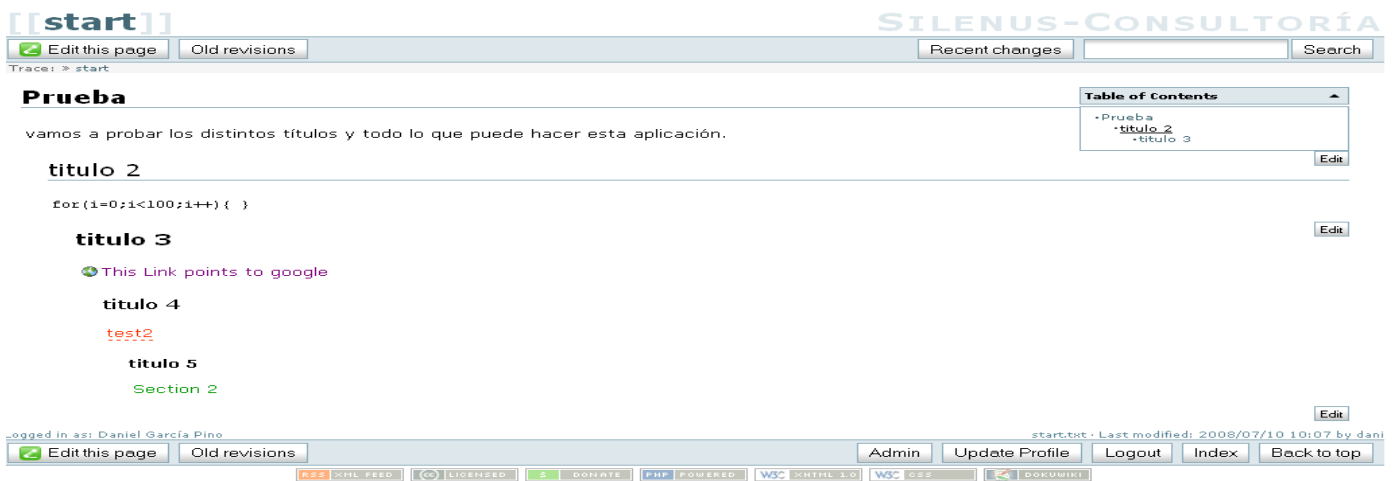 [[start]] SILENUS-CONSULTORÍA
Edit this page Old revisions Recent changes Search
Trace: » start
Prueba
Table of Contents
vamos a probar los distintos títulos y todo lo que puede hacer esta aplicación.
·Prueba
·titulo 2
·titulo 3
Edit
titulo 2
for(i=0;i<100;i++){ }
Edit
titulo 3
This Link points to google
titulo 4
test2
titulo 5
Section 2
Edit
Logged in as: Daniel García Pino start.txt · Last modified: 2008/07/10 10:07 by dani
Edit this page Old revisions Admin Update Profile Logout Index Back to top
RSS XML FEED CC LICENSED $ DONATE PHP POWERED W3C XHTML 1.0 W3C CSS DOKUWIKI